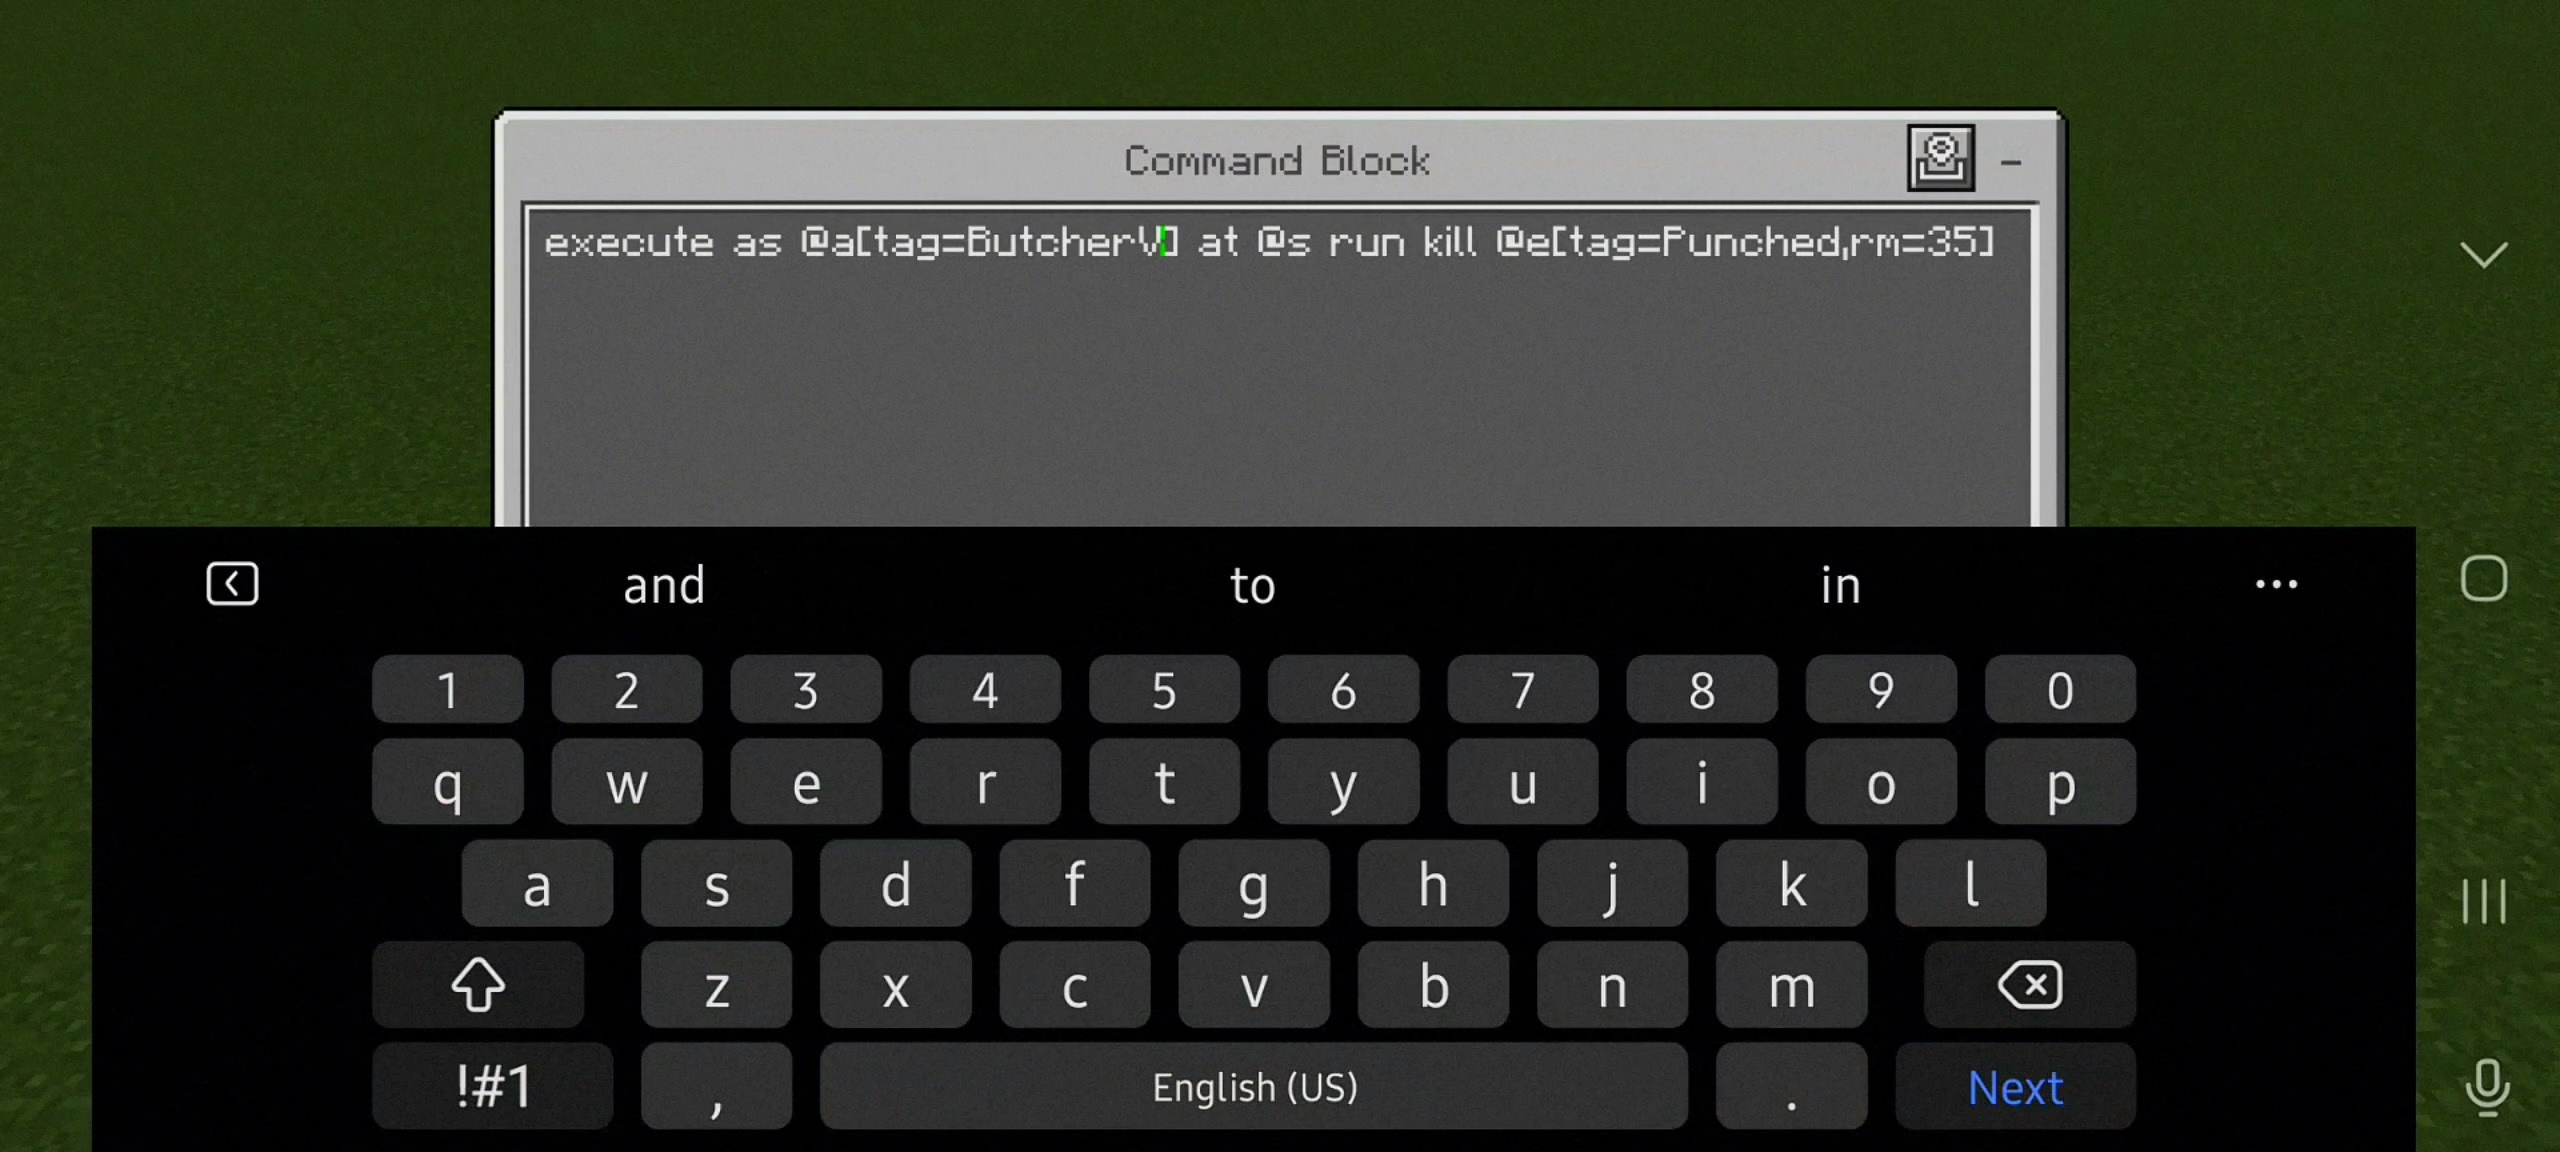 Command Block
execute as @a[tag=ButcherV] at @s run kill @e[tag=Punched,rm=35]
and to in ...
1 2 3 4 5 6 7 8 9 0
q w e r t y u i o p
a s d f g h j k l
z x c v b n m
!#1 , English (US) . Next